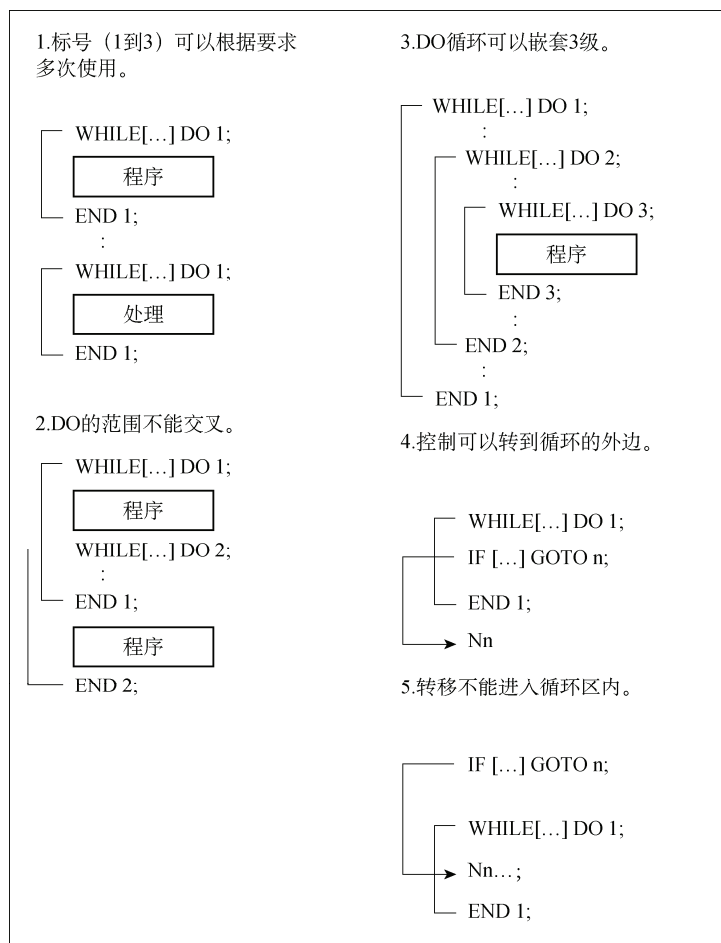 1.标号（1到3）可以根据要求
多次使用。
WHILE[…] DO 1;
程序
END 1;
:
WHILE[…] DO 1;
处理
END 1;
2.DO的范围不能交叉。
WHILE[…] DO 1;
程序
WHILE[…] DO 2;
:
END 1;
程序
END 2;
3.DO循环可以嵌套3级。
WHILE[…] DO 1;
:
WHILE[…] DO 2;
:
WHILE[…] DO 3;
程序
END 3;
:
END 2;
:
END 1;
4.控制可以转到循环的外边。
WHILE[…] DO 1;
IF […] GOTO n;
END 1;
Nn
5.转移不能进入循环区内。
IF […] GOTO n;
WHILE[…] DO 1;
Nn…;
END 1;